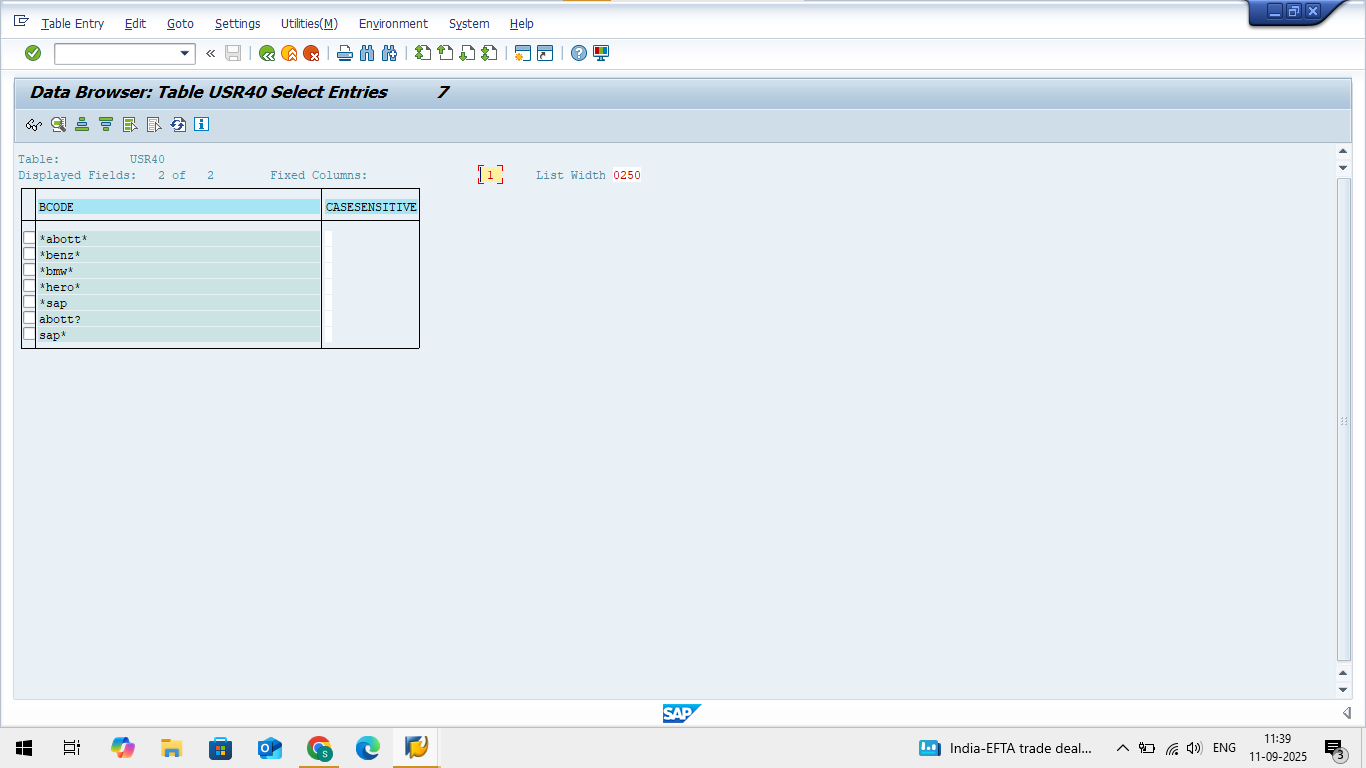 Table Entry Edit Goto Settings Utilities(M) Environment System Help
Data Browser: Table USR40 Select Entries 7
Table: USR40
Displayed Fields: 2 of 2 Fixed Columns: 1 List Width 0250
BCODE CASESENSITIVE
*abott*
*benz*
*bmw*
*hero*
*sap
abott?
sap*
SAP
India-EFTA trade deal... ENG 11:39
11-09-2025 3